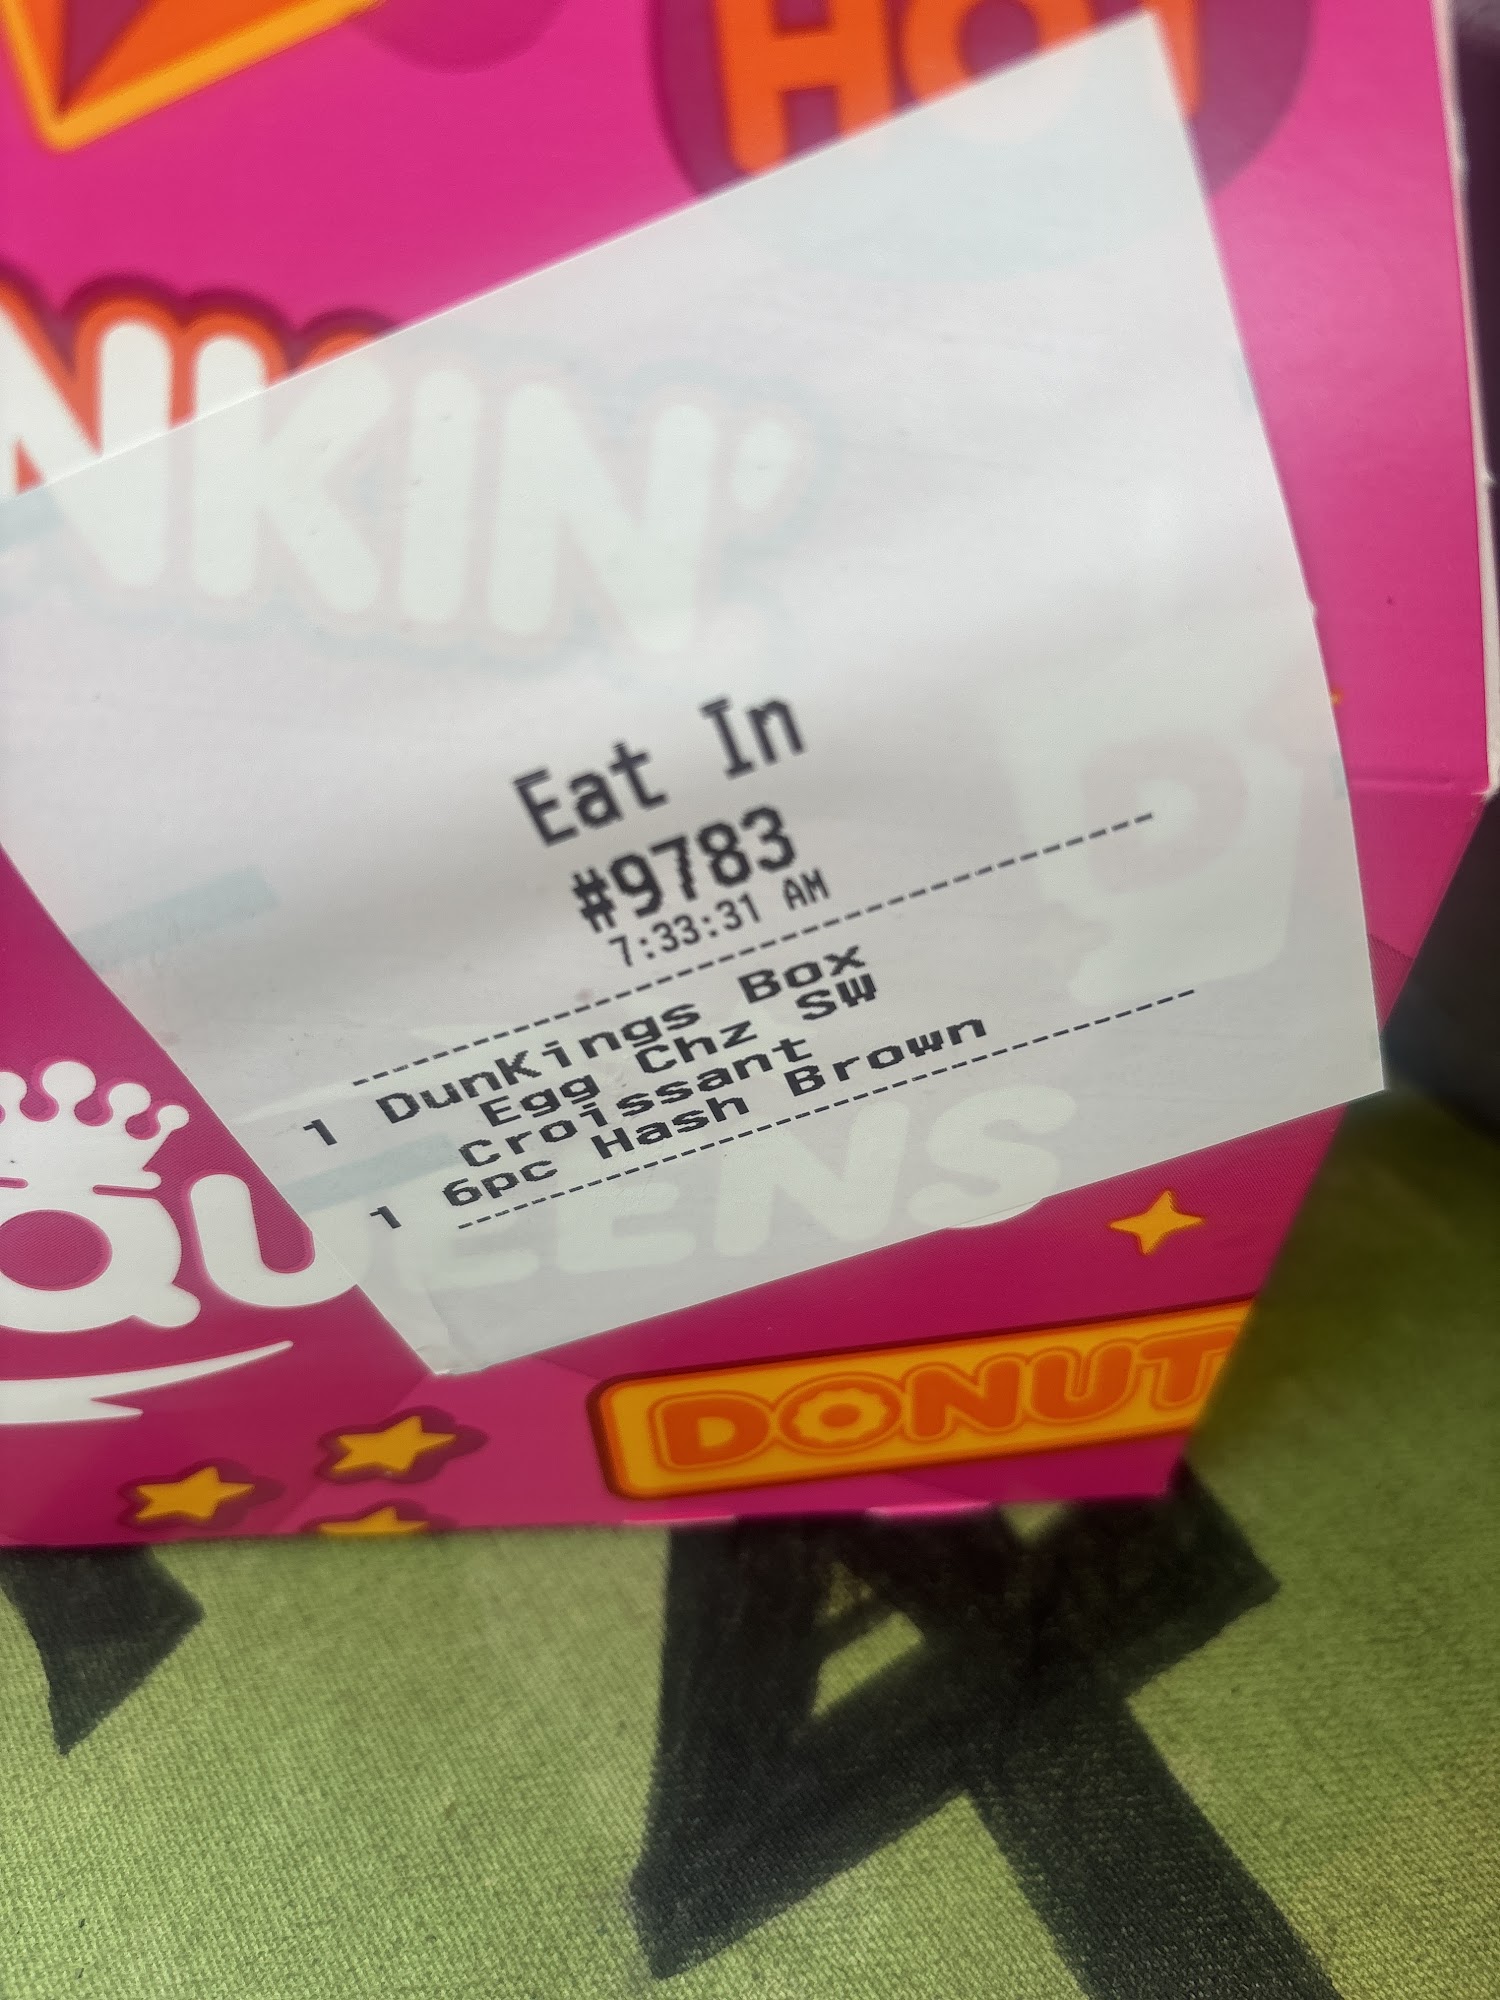 HOT
NKIN'
Eat In
#9783
7:33:31 AM
1 DunKings Box
Egg Chz SW
Croissant
1 6pc Hash Brown
QUEENS
DONUT